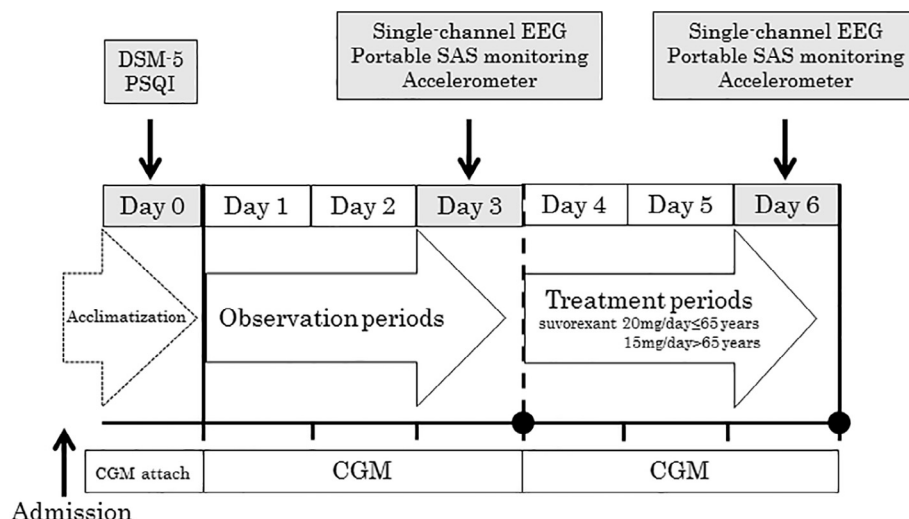 DSM-5
PSQI
Single-channel EEG
Portable SAS monitoring
Accelerometer
Single-channel EEG
Portable SAS monitoring
Accelerometer
Day 0
Day 1
Day 2
Day 3
Day 4
Day 5
Day 6
Acclimatization
Observation periods
Treatment periods
suvorexant 20mg/day≤65 years
15mg/day>65 years
CGM attach
CGM
CGM
Admission